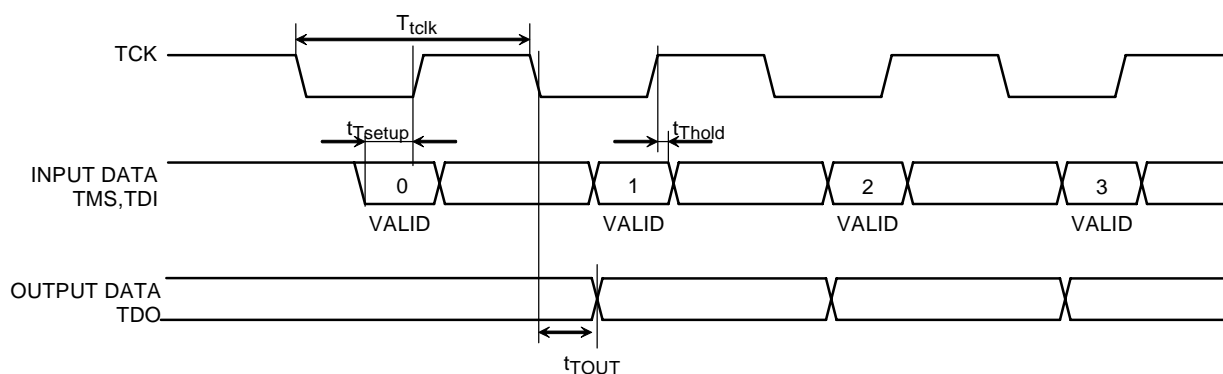 Ttclk
TCK
tTsetup
tThold
INPUT DATA
TMS,TDI
0
1
2
3
VALID
VALID
VALID
VALID
OUTPUT DATA
TDO
tTOUT